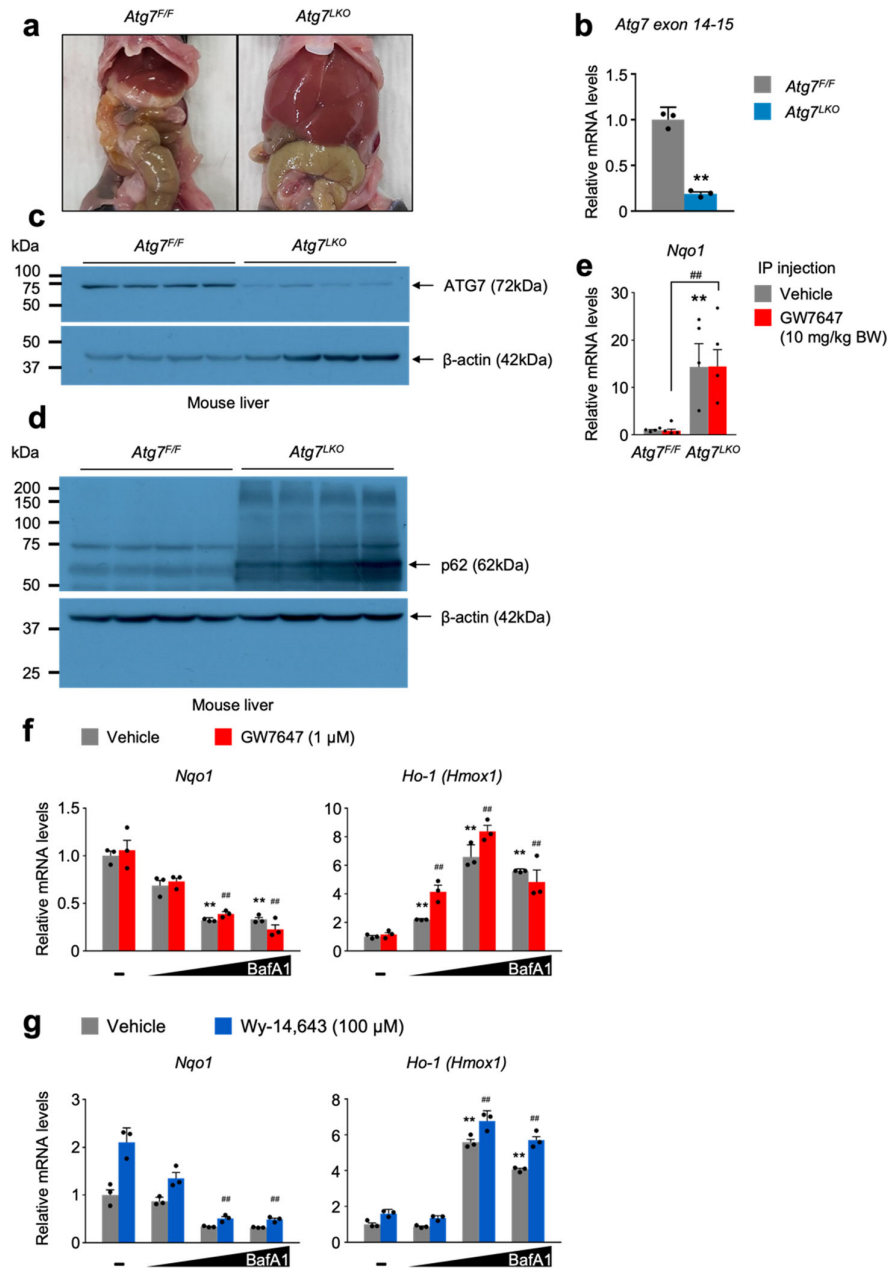 a
Atg7F/F
Atg7LKO
b
Atg7 exon 14-15
Relative mRNA levels
1.5
1.0
0.5
0
**
Atg7F/F
Atg7LKO
c
kDa
Atg7F/F
Atg7LKO
100
75
50
ATG7 (72kDa)
50
37
β-actin (42kDa)
Mouse liver
d
kDa
Atg7F/F
Atg7LKO
200
150
100
75
50
p62 (62kDa)
37
25
β-actin (42kDa)
Mouse liver
e
Nqo1
Relative mRNA levels
30
20
10
0
##
**
Atg7F/F
Atg7LKO
IP injection
Vehicle
GW7647
(10 mg/kg BW)
f
Vehicle
GW7647 (1 μM)
Nqo1
Relative mRNA levels
1.5
1.0
0.5
0
** ## ** ##
–
BafA1
Ho-1 (Hmox1)
10
8
6
4
2
0
** ## ** ## ** ##
–
BafA1
g
Vehicle
Wy-14,643 (100 μM)
Nqo1
Relative mRNA levels
3
2
1
0
## ##
–
BafA1
Ho-1 (Hmox1)
8
6
4
2
0
** ## ** ##
–
BafA1